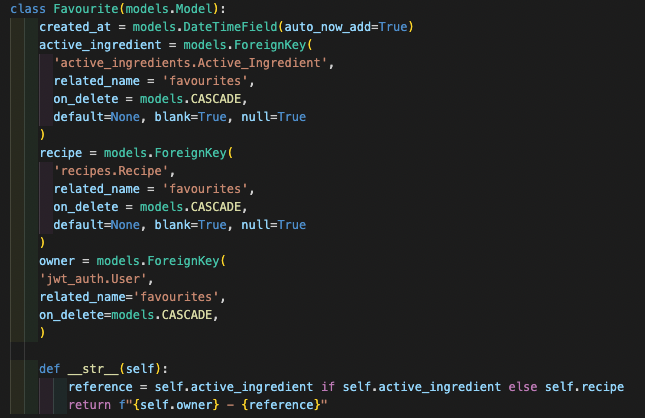 class Favourite(models.Model):
    created_at = models.DateTimeField(auto_now_add=True)
    active_ingredient = models.ForeignKey(
      'active_ingredients.Active_Ingredient',
      related_name = 'favourites',
      on_delete = models.CASCADE,
      default=None, blank=True, null=True
    )
    recipe = models.ForeignKey(
      'recipes.Recipe',
      related_name = 'favourites',
      on_delete = models.CASCADE,
      default=None, blank=True, null=True
    )
    owner = models.ForeignKey(
    'jwt_auth.User',
    related_name='favourites',
    on_delete=models.CASCADE,
    )

    def __str__(self):
        reference = self.active_ingredient if self.active_ingredient else self.recipe
        return f"{self.owner} - {reference}"